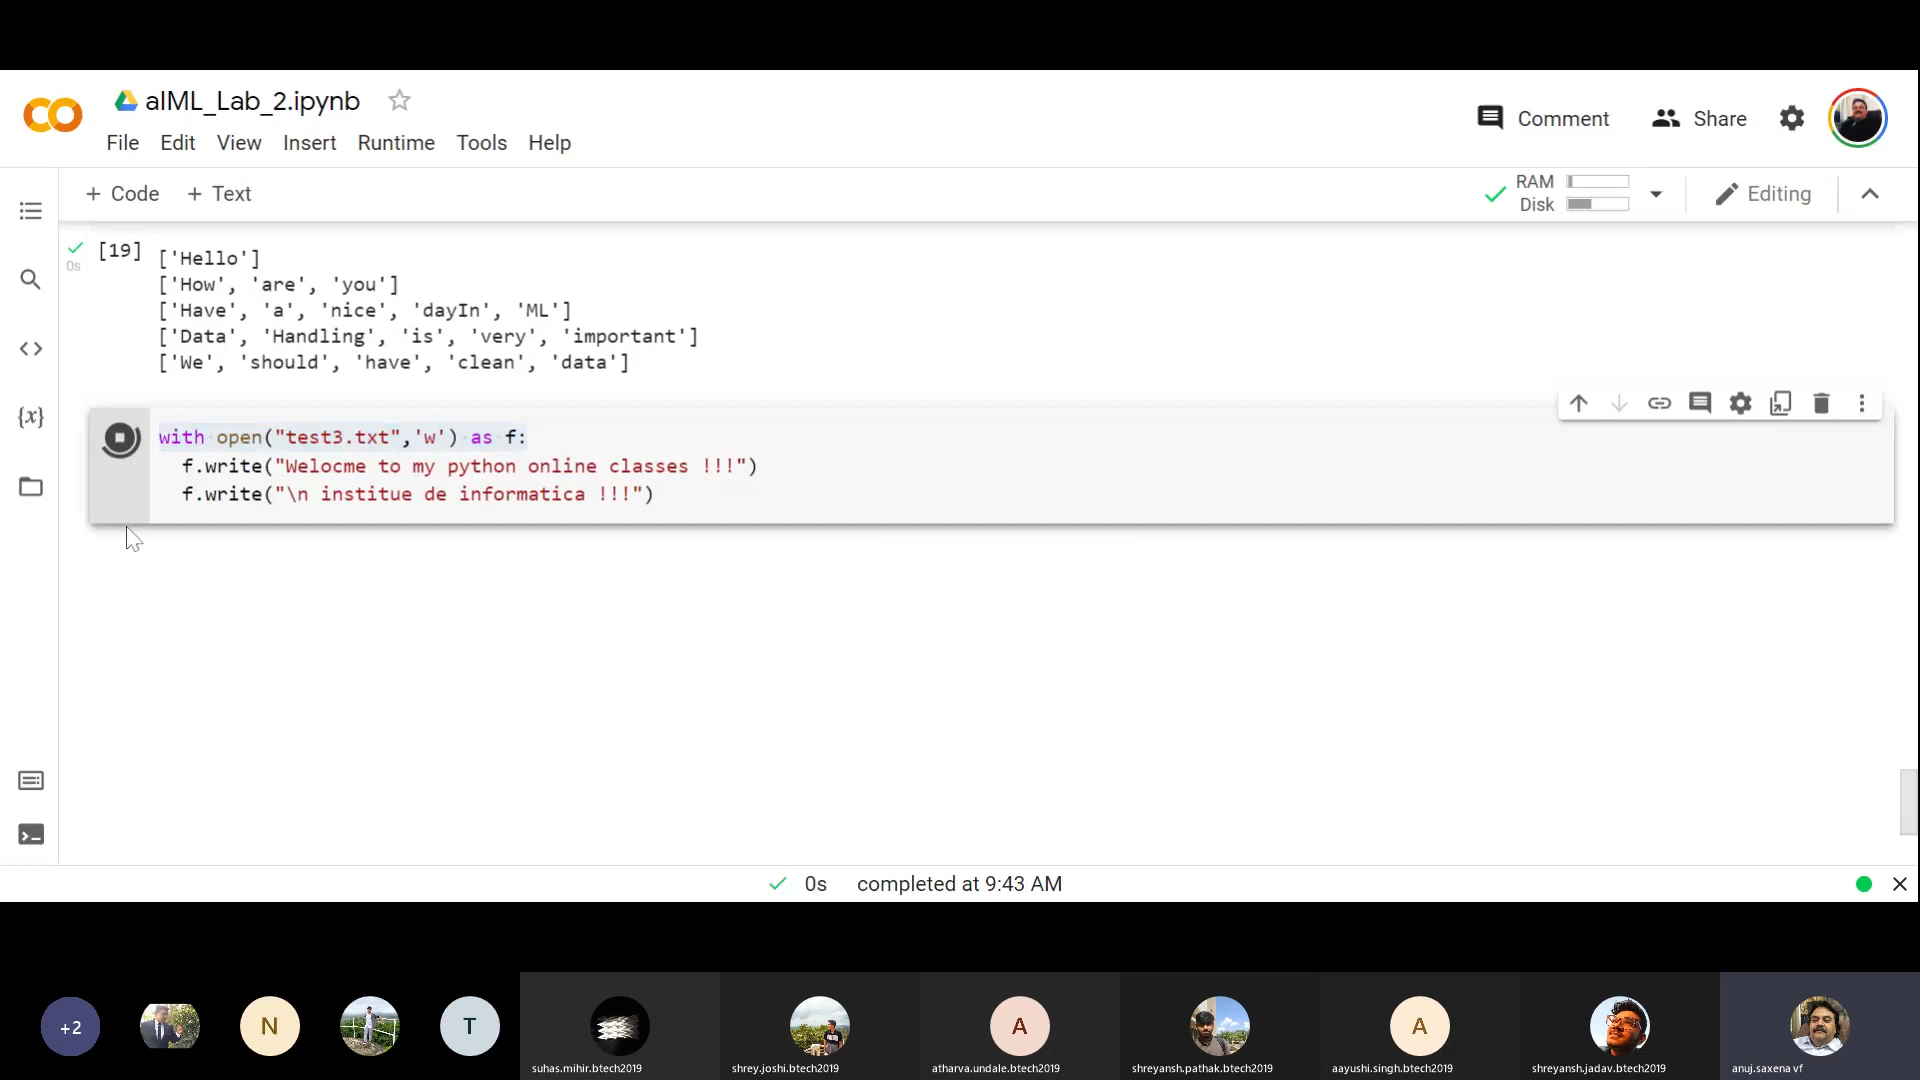 aIML_Lab_2.ipynb
Comment
Share
File Edit View Insert Runtime Tools Help
+ Code + Text
RAM
Disk
Editing
[19]
0s
['Hello']
['How', 'are', 'you']
['Have', 'a', 'nice', 'dayIn', 'ML']
['Data', 'Handling', 'is', 'very', 'important']
['We', 'should', 'have', 'clean', 'data']
{x}
with open("test3.txt",'w') as f:
f.write("Welocme to my python online classes !!!")
f.write("\n institue de informatica !!!")
0s completed at 9:43 AM
+2
N
T
A
A
suhas.mihir.btech2019
shrey.joshi.btech2019
atharva.undale.btech2019
shreyansh.pathak.btech2019
aayushi.singh.btech2019
shreyansh.jadav.btech2019
anuj.saxena vf